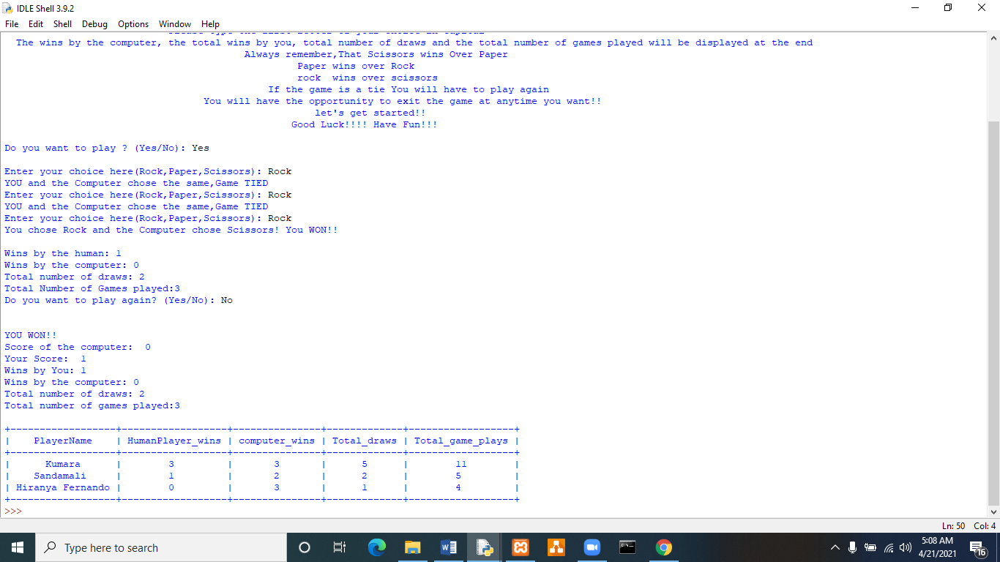 IDLE Shell 3.9.2
File Edit Shell Debug Options Window Help
The wins by the computer, the total wins by you, total number of draws and the total number of games played will be displayed at the end
Always remember,That Scissors wins Over Paper
Paper wins over Rock
rock  wins over scissors
If the game is a tie You will have to play again
You will have the opportunity to exit the game at anytime you want!!
let's get started!!
Good Luck!!!! Have Fun!!!
Do you want to play ? (Yes/No): Yes
Enter your choice here(Rock,Paper,Scissors): Rock
YOU and the Computer chose the same,Game TIED
Enter your choice here(Rock,Paper,Scissors): Rock
YOU and the Computer chose the same,Game TIED
Enter your choice here(Rock,Paper,Scissors): Rock
You chose Rock and the Computer chose Scissors! You WON!!
Wins by the human: 1
Wins by the computer: 0
Total number of draws: 2
Total Number of Games played:3
Do you want to play again? (Yes/No): No
YOU WON!!
Score of the computer:  0
Your Score:  1
Wins by You: 1
Wins by the computer: 0
Total number of draws: 2
Total number of games played:3
+------------------+------------------+---------------+-------------+------------------+
|    PlayerName    | HumanPlayer_wins | computer_wins | Total_draws | Total_game_plays |
+------------------+------------------+---------------+-------------+------------------+
|      Kumara      |        3         |       3       |      5      |        11        |
|    Sandamali     |        1         |       2       |      2      |        5         |
| Hiranya Fernando |        0         |       3       |      1      |        4         |
+------------------+------------------+---------------+-------------+------------------+
>>>
Ln: 50 Col: 4
Type here to search
5:08 AM
4/21/2021
16